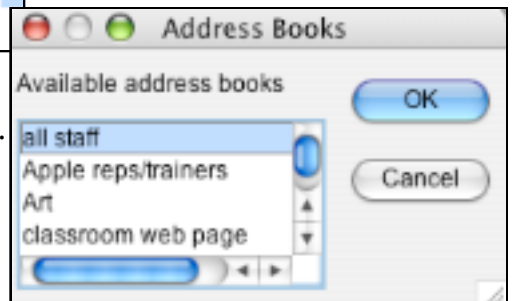 Address Books
Available address books
OK
all staff
Apple reps/trainers
Cancel
Art
classroom web page